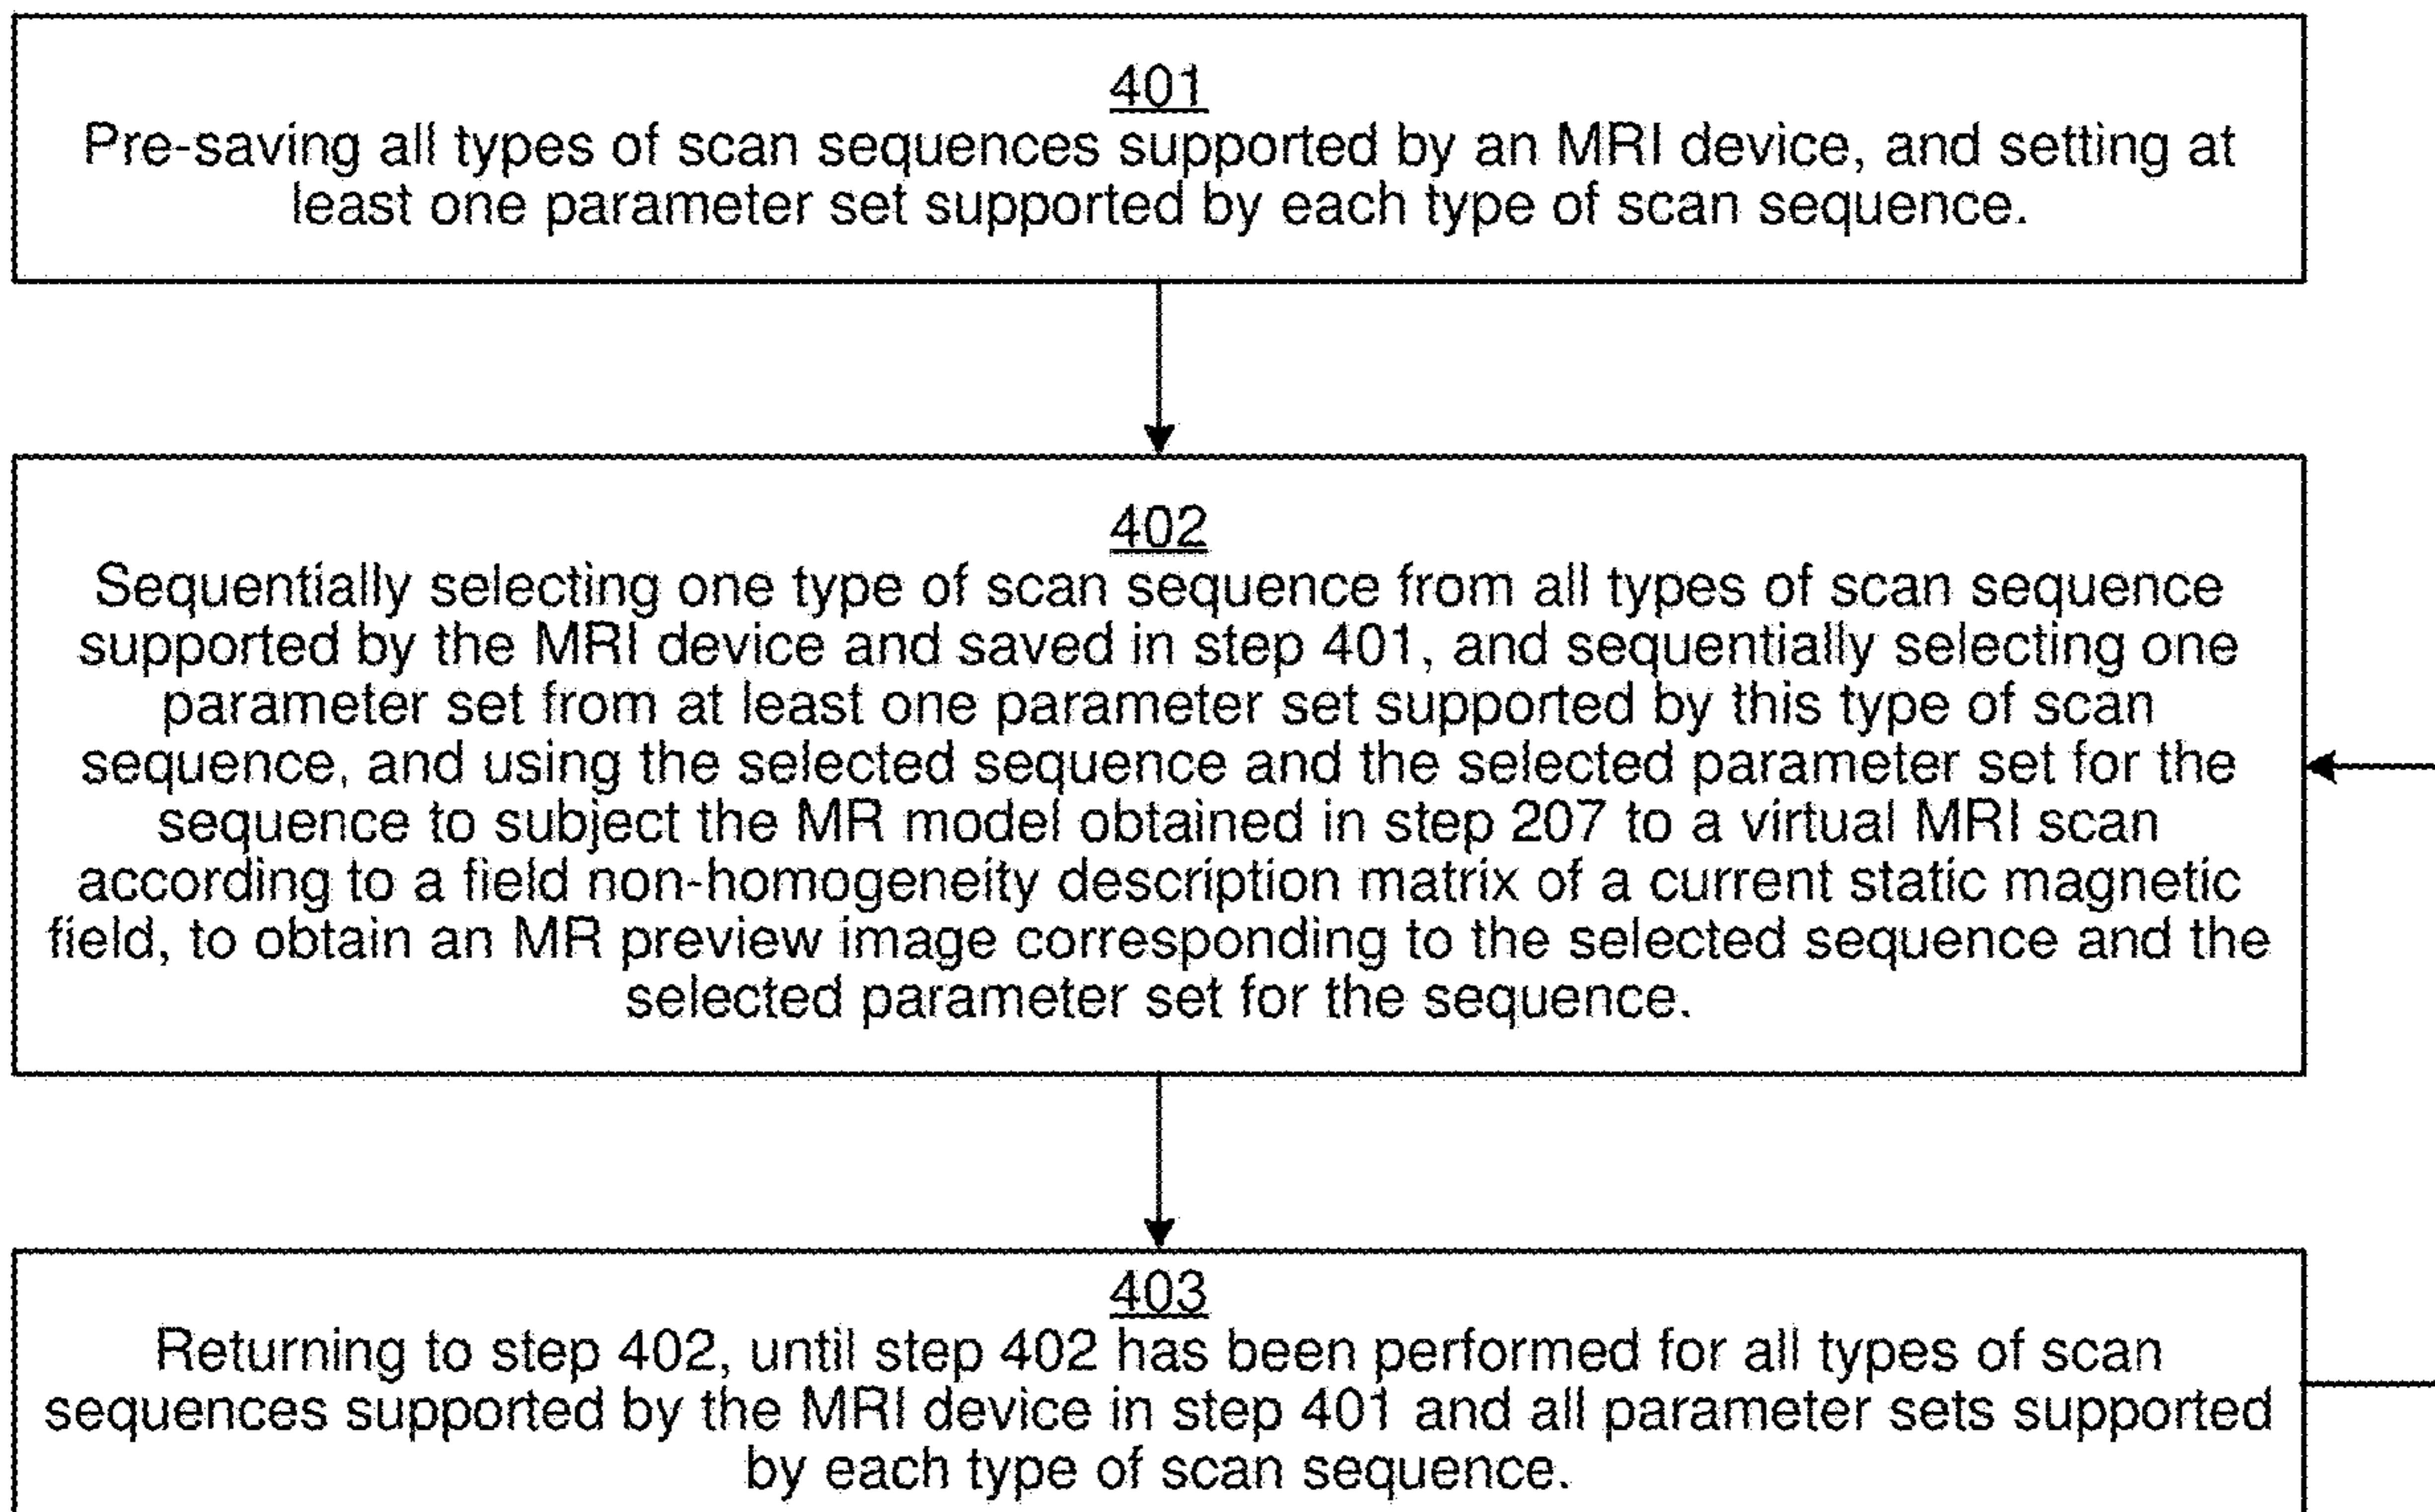 401
Pre-saving all types of scan sequences supported by an MRI device, and setting at
least one parameter set supported by each type of scan sequence.
402
Sequentially selecting one type of scan sequence from all types of scan sequence
supported by the MRI device and saved in step 401, and sequentially selecting one
parameter set from at least one parameter set supported by this type of scan
sequence, and using the selected sequence and the selected parameter set for the
sequence to subject the MR model obtained in step 207 to a virtual MRI scan
according to a field non-homogeneity description matrix of a current static magnetic
field, to obtain an MR preview image corresponding to the selected sequence and the
selected parameter set for the sequence.
403
Returning to step 402, until step 402 has been performed for all types of scan
sequences supported by the MRI device in step 401 and all parameter sets supported
by each type of scan sequence.